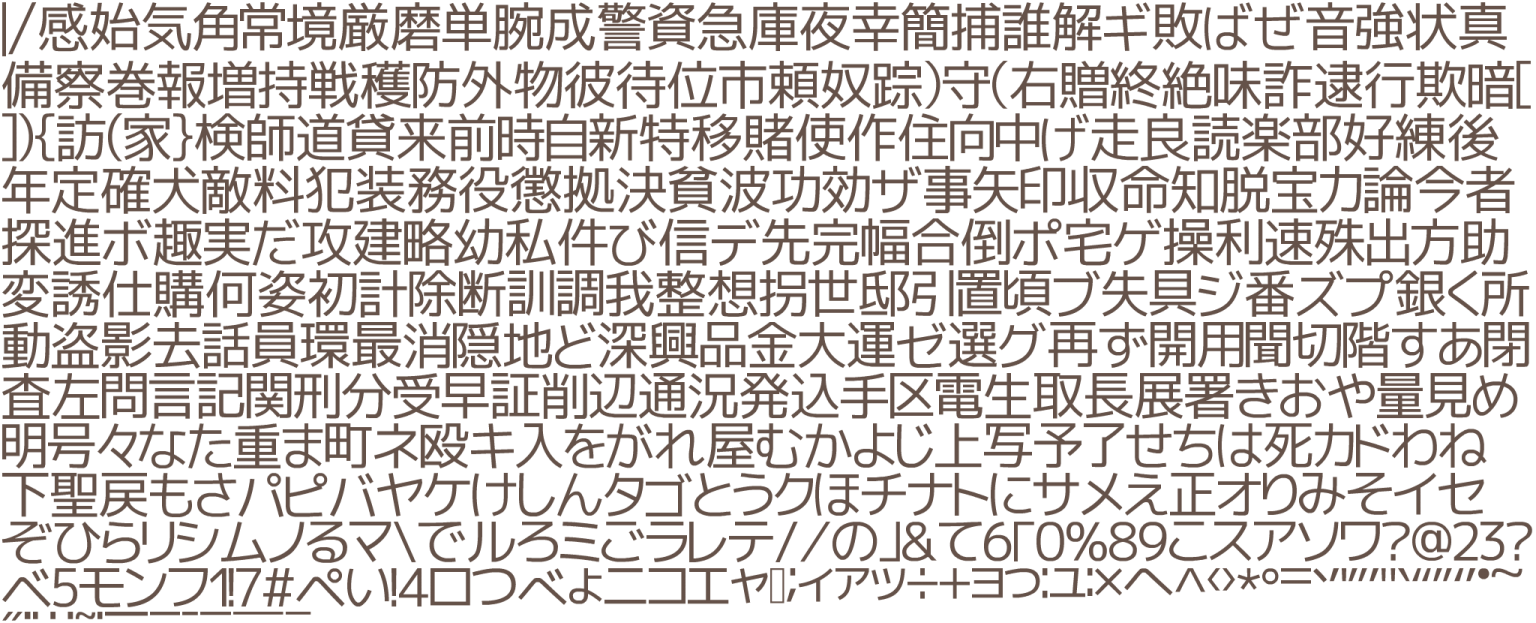 |/感始気角常境厳磨単腕成警資急庫夜幸簡捕誰解ギ敗ばぜ音強状真
備察巻報増持戦穫防外物彼待位市頼奴踪)守(右贈終絶味詐逮行欺暗[
]){訪(家}検師道貸来前時自新特移賭使作住向中げ走良読楽部好練後
年定確犬敵料犯装務役懲拠決貧波功効ザ事矢印収命知脱宝力論今者
探進ボ趣実だ攻建略幼私件び信デ先完幅合倒ポ宅ゲ操利速殊出方助
変誘仕購何姿初計除断訓調我整想拐世邸引置頃ブ失具ジ番ズプ銀く所
動盗影去話員環最消隠地ど深興品金大運ゼ選グ再ず開用聞切階すあ閉
査左問言記関刑分受早証削辺通況発込手区電生取長展署きおや量見め
明号々なた重ま町ネ殴キ入をがれ屋むかよじ上写予了せちは死カドわね
下聖戻もさパピバヤケけしんタゴとうクほチナトにサメえ正オりみそイセ
ぞひらリシムノるマ\でルろミごラレテ//の」&て6「0%89こスアソワ?@23?
べ5モンフ1!7#ぺい!4ロつべょニコエャ;ィァッ÷+ヨっ:ユ:×へ^‹›*°=